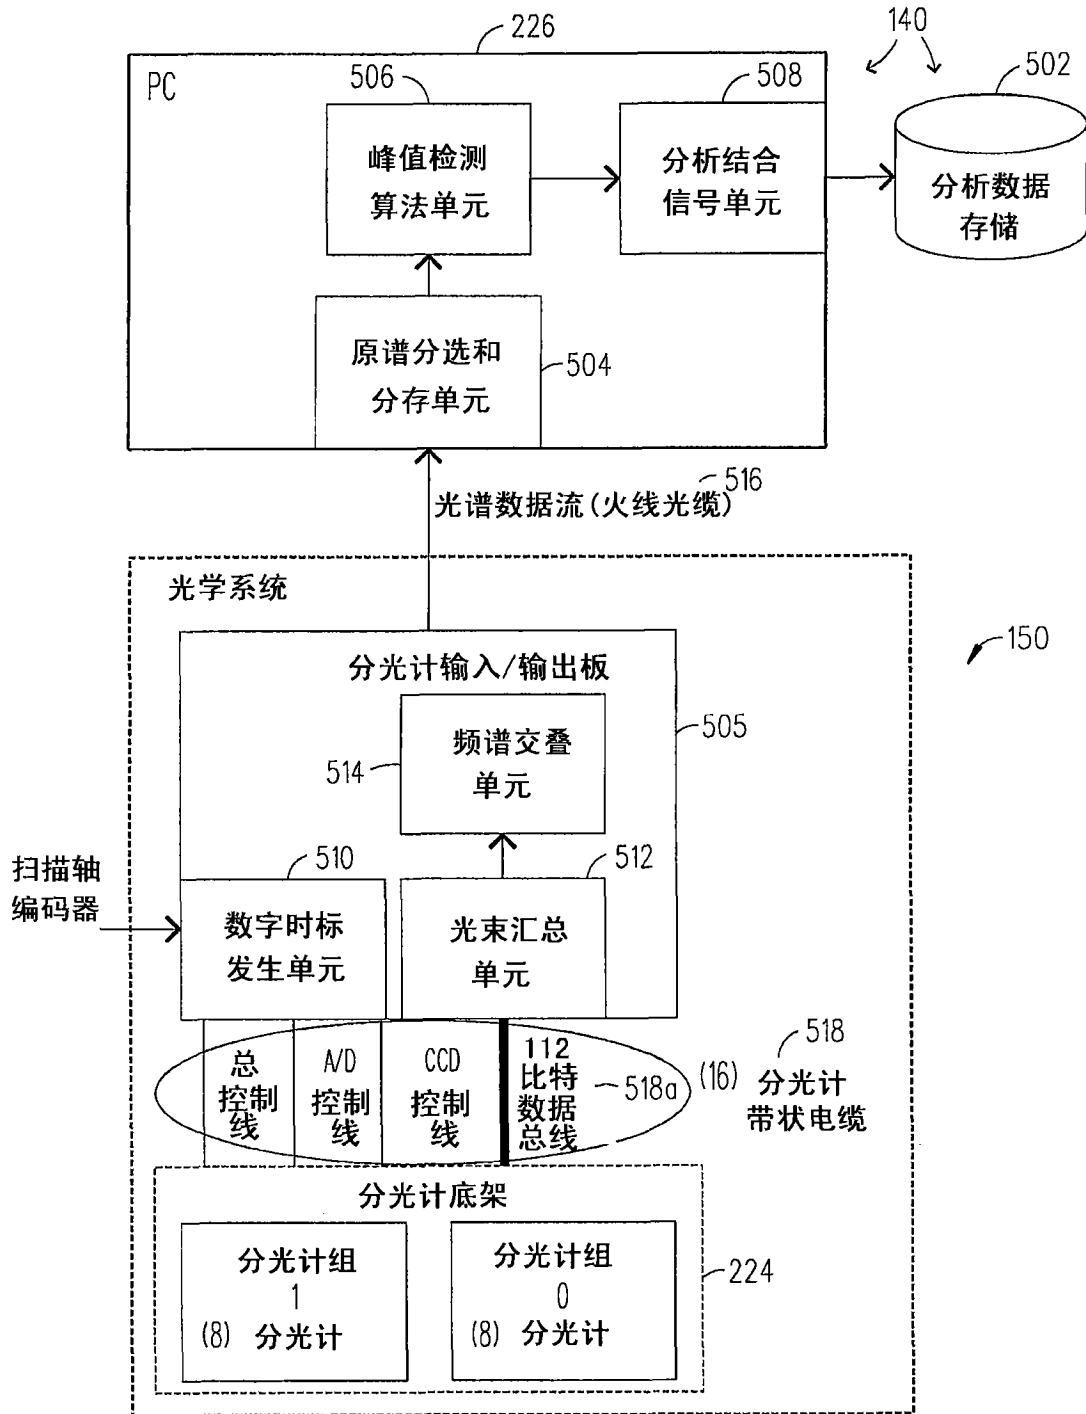 226
140
PC
506
508
502
峰值检测
算法单元
分析结合
信号单元
分析数据
存储
原谱分选和
分存单元
504
516
光谱数据流(火线光缆)
光学系统
150
分光计输入/输出板
505
514
频谱交叠
单元
扫描轴
编码器
510
512
数字时标
发生单元
光束汇总
单元
总
控制
线
A/D
控制
线
CCD
控制
线
112
比特
数据
总线
518a
(16)
518
分光计
带状电缆
分光计底架
分光计组
1
(8) 分光计
分光计组
0
(8) 分光计
224